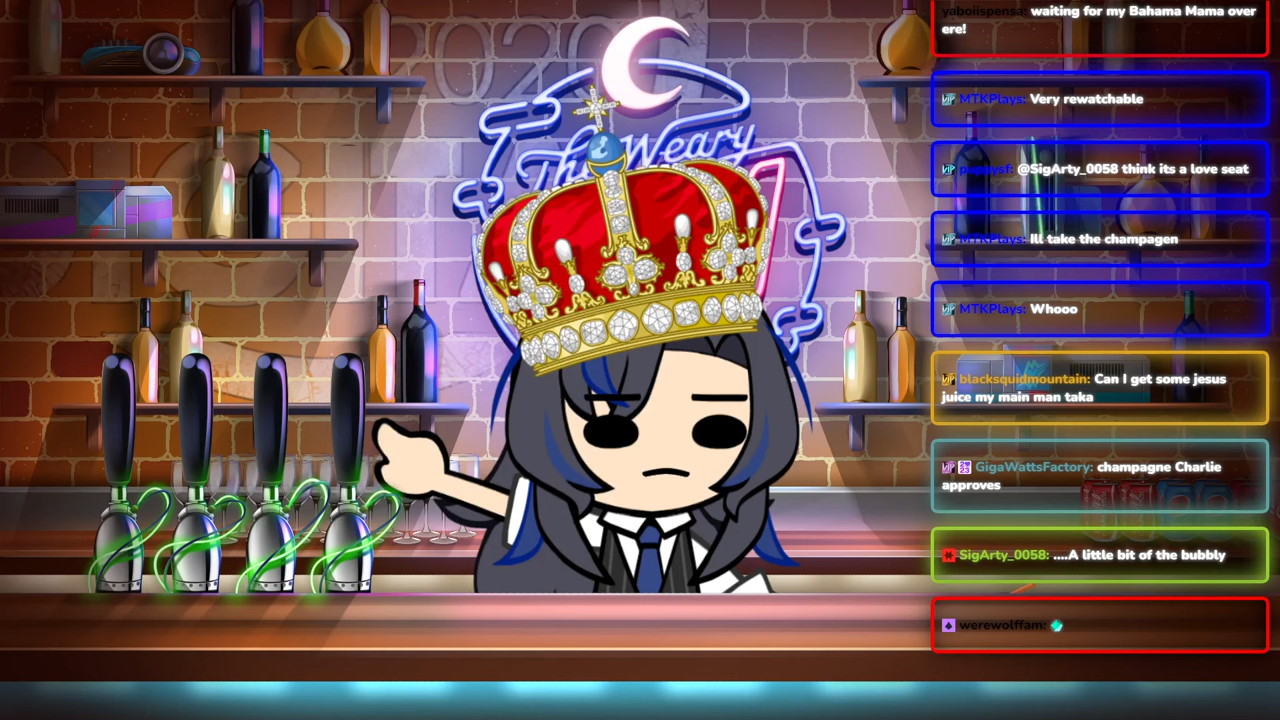 2020
The Weary
yaboiispensa: waiting for my Bahama Mama over
ere!
MTKPlays: Very rewatchable
@SigArty_0058 think its a love seat
MTKPlays: Ill take the champagen
MTKPlays: Whooo
blacksquidmountain: Can I get some jesus
juice my main man taka
GigaWattsFactory: champagne Charlie
approves
SigArty_0058: ....A little bit of the bubbly
werewolffam: